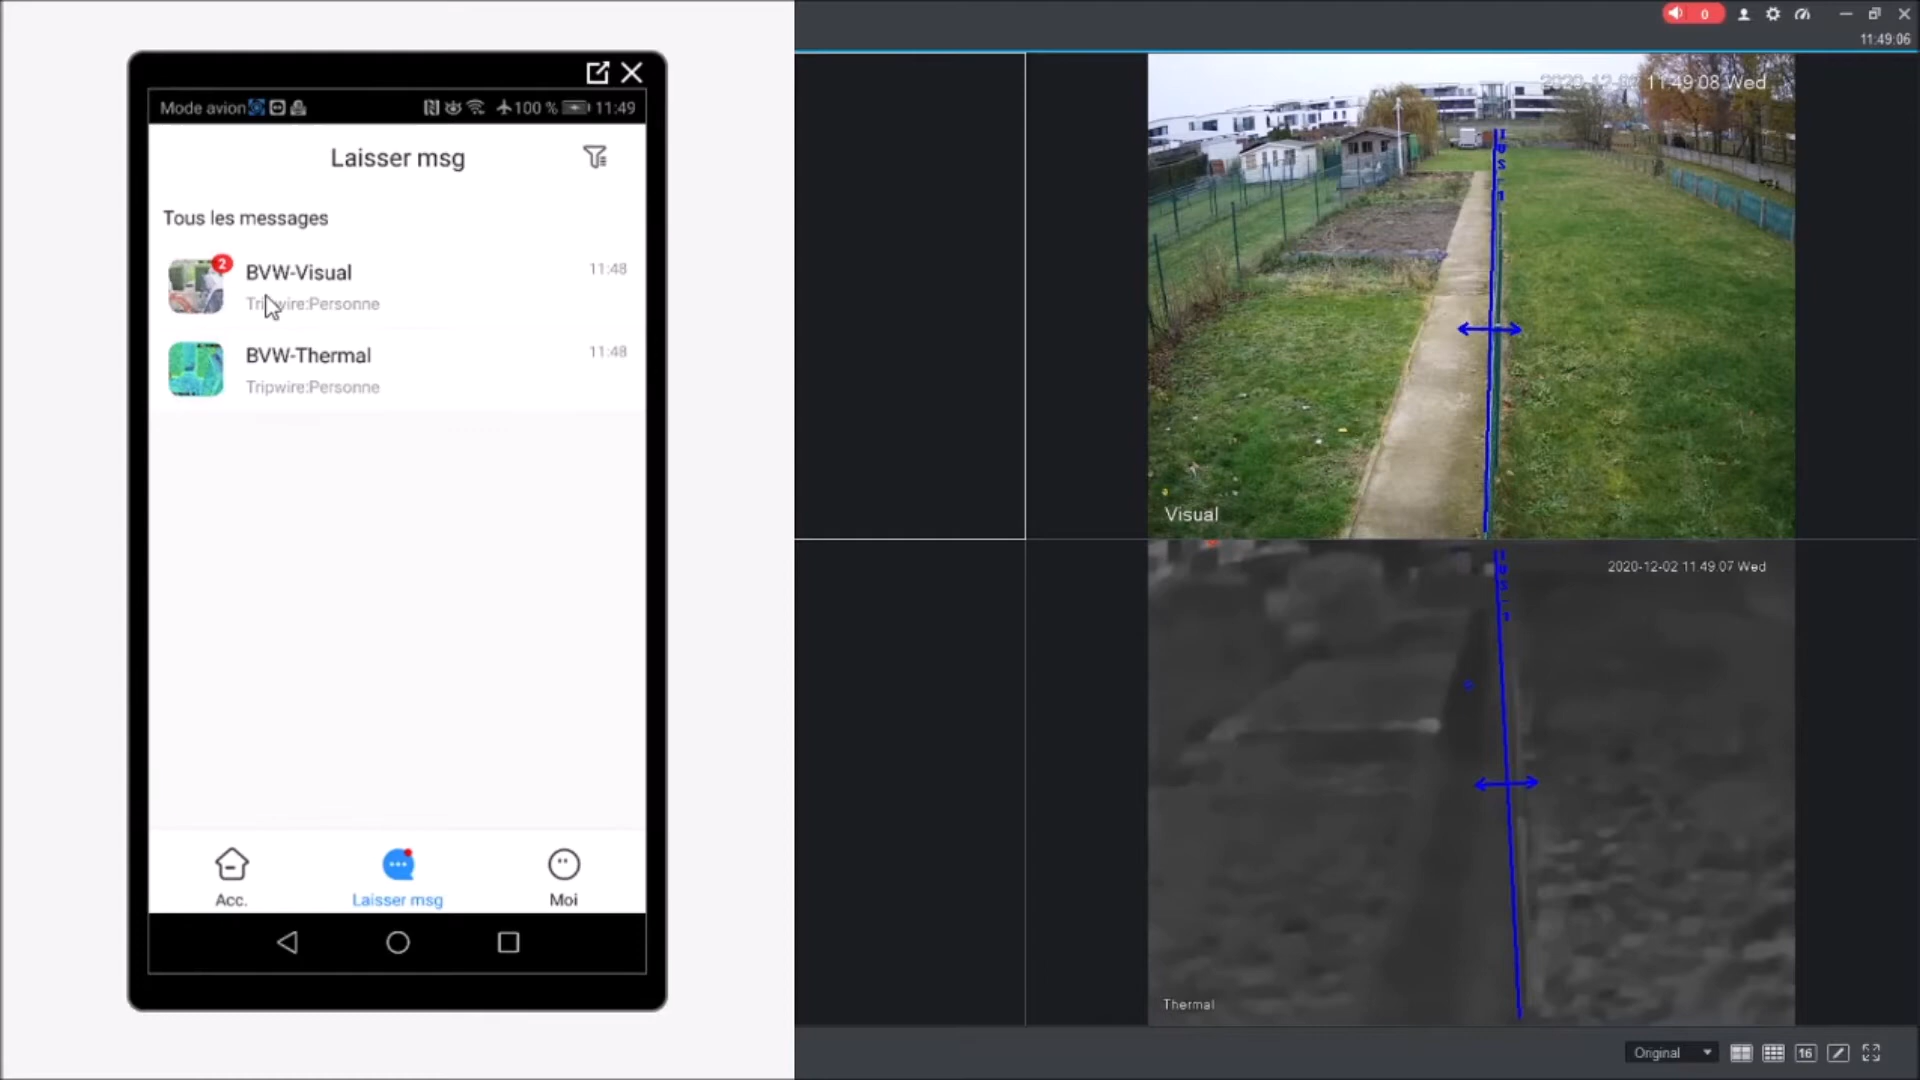 Mode avion
100 %
11:49
Laisser msg
Tous les messages
2
BVW-Visual
11:48
Tripwire:Personne
BVW-Thermal
11:48
Tripwire:Personne
Acc.
Laisser msg
Moi
0
11:49:06
11:49:08 Wed
Visual
2020-12-02 11:49:07 Wed
Thermal
Original
16